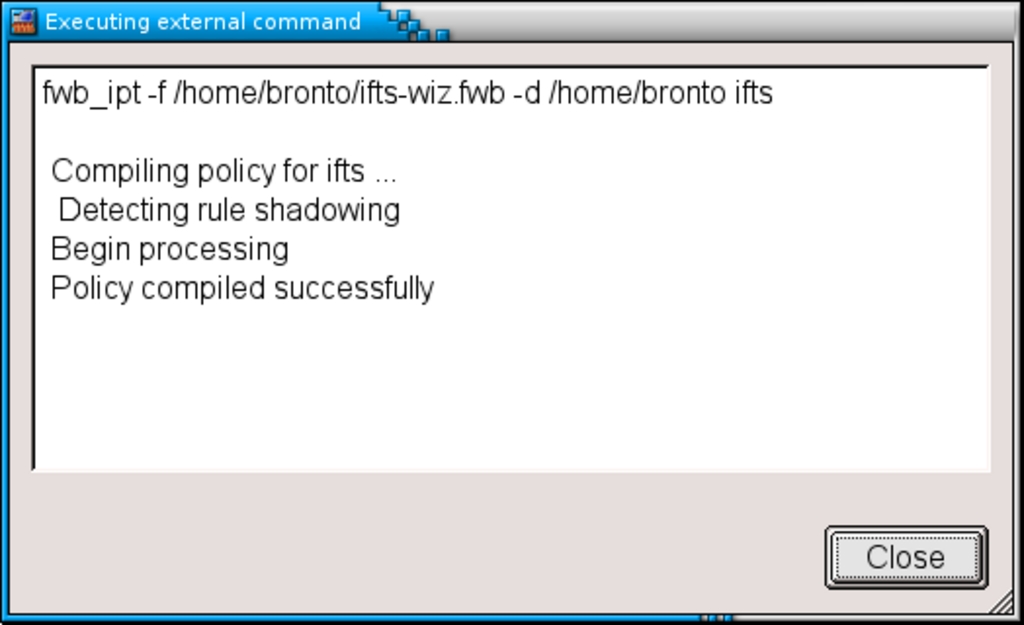 Executing external command
fwb_ipt -f /home/bronto/ifts-wiz.fwb -d /home/bronto ifts
Compiling policy for ifts ...
Detecting rule shadowing
Begin processing
Policy compiled successfully
Close